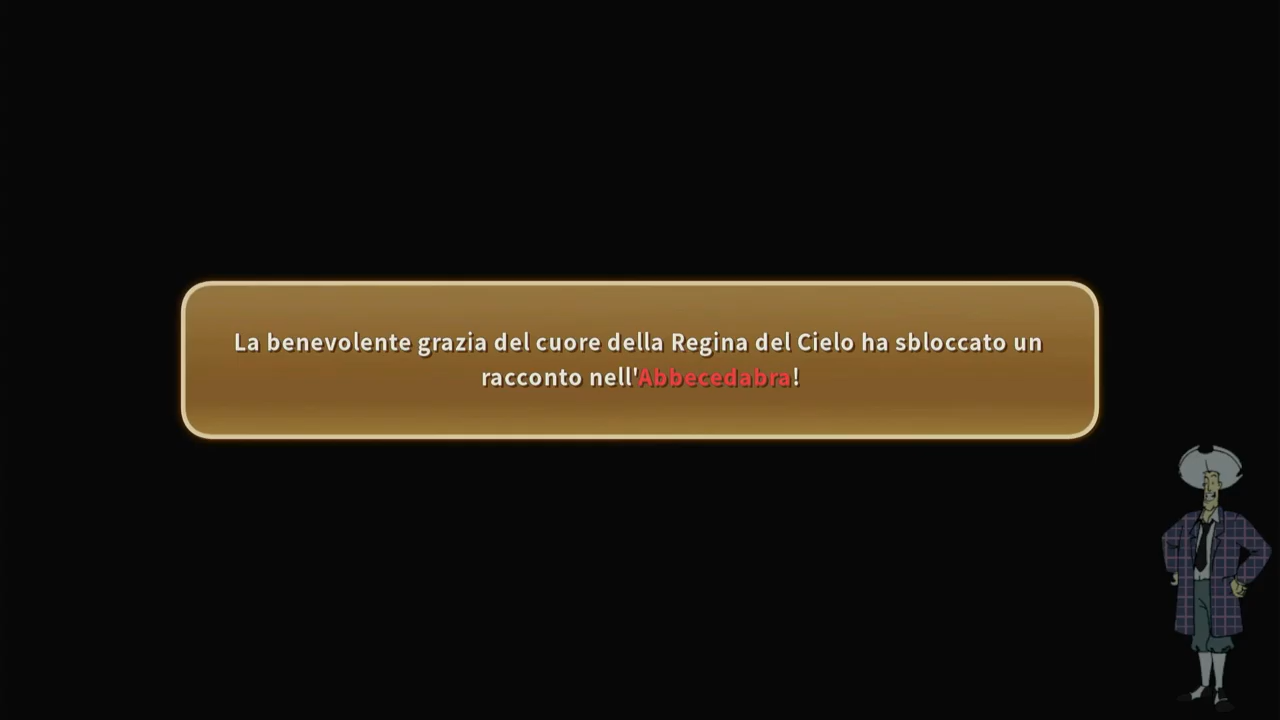 La benevolente grazia del cuore della Regina del Cielo ha sbloccato un
racconto nell'Abbecedabra!